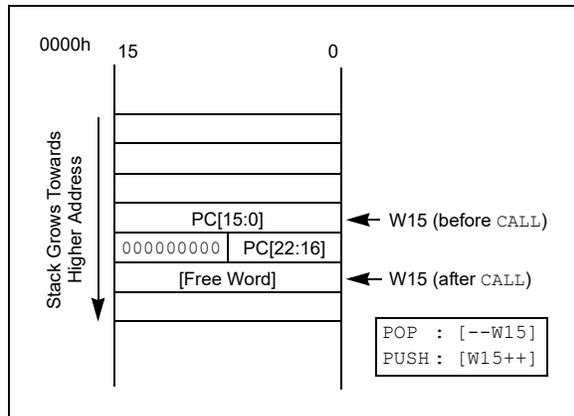 0000h
15
0
Stack Grows Towards
Higher Address
PC[15:0]
W15 (before CALL)
000000000
PC[22:16]
[Free Word]
W15 (after CALL)
POP : [--W15]
PUSH : [W15++]